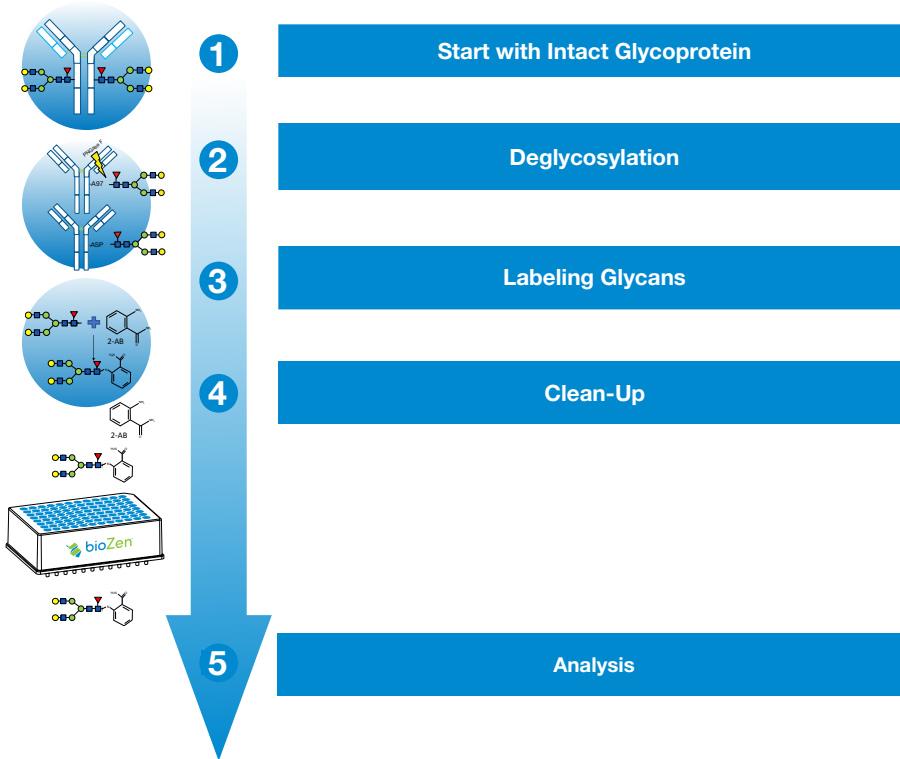 1
Start with Intact Glycoprotein
PNGase F
2
Deglycosylation
-A97
-ASP
3
Labeling Glycans
2-AB
4
Clean-Up
2-AB
bioZen
5
Analysis